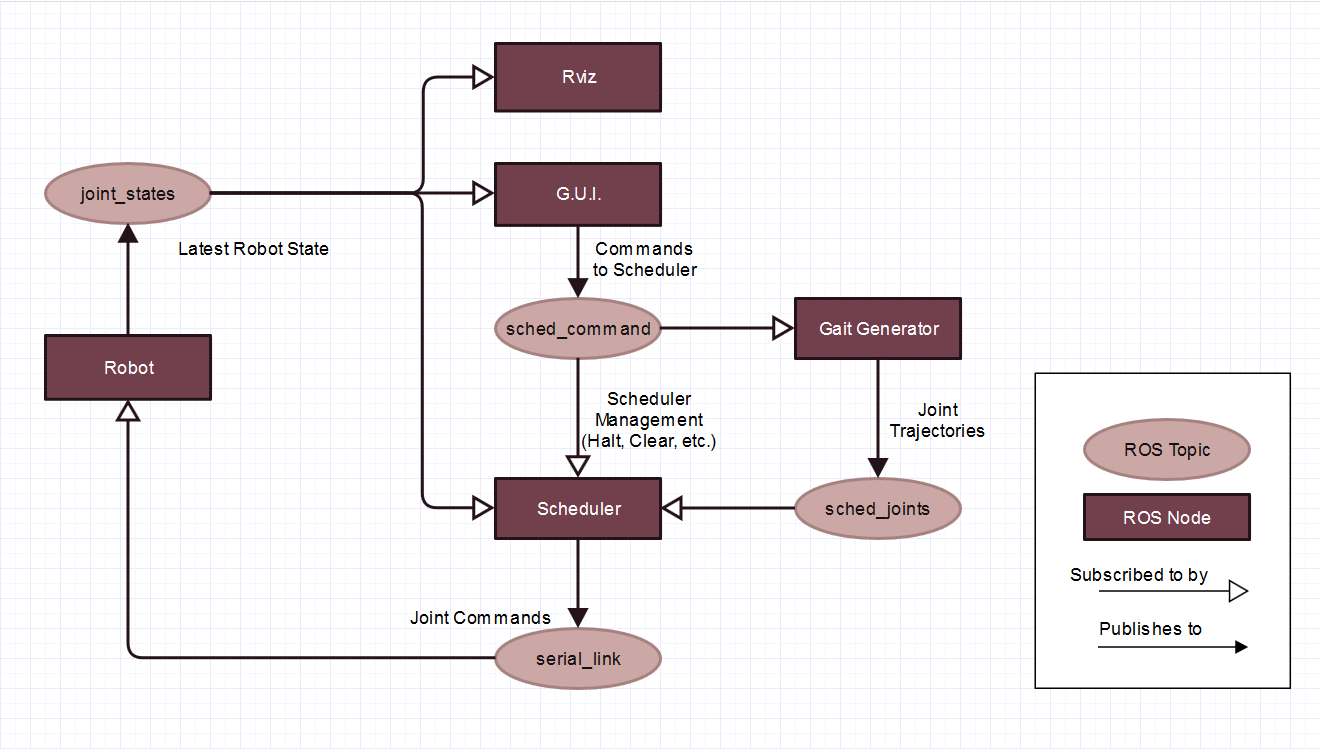 Rviz
joint_states
G.U.I.
Latest Robot State
Commands
to Scheduler
sched_command
Gait Generator
Robot
Scheduler
Management
(Halt, Clear, etc.)
Joint
Trajectories
Scheduler
sched_joints
Joint Commands
serial_link
ROS Topic
ROS Node
Subscribed to by
Publishes to